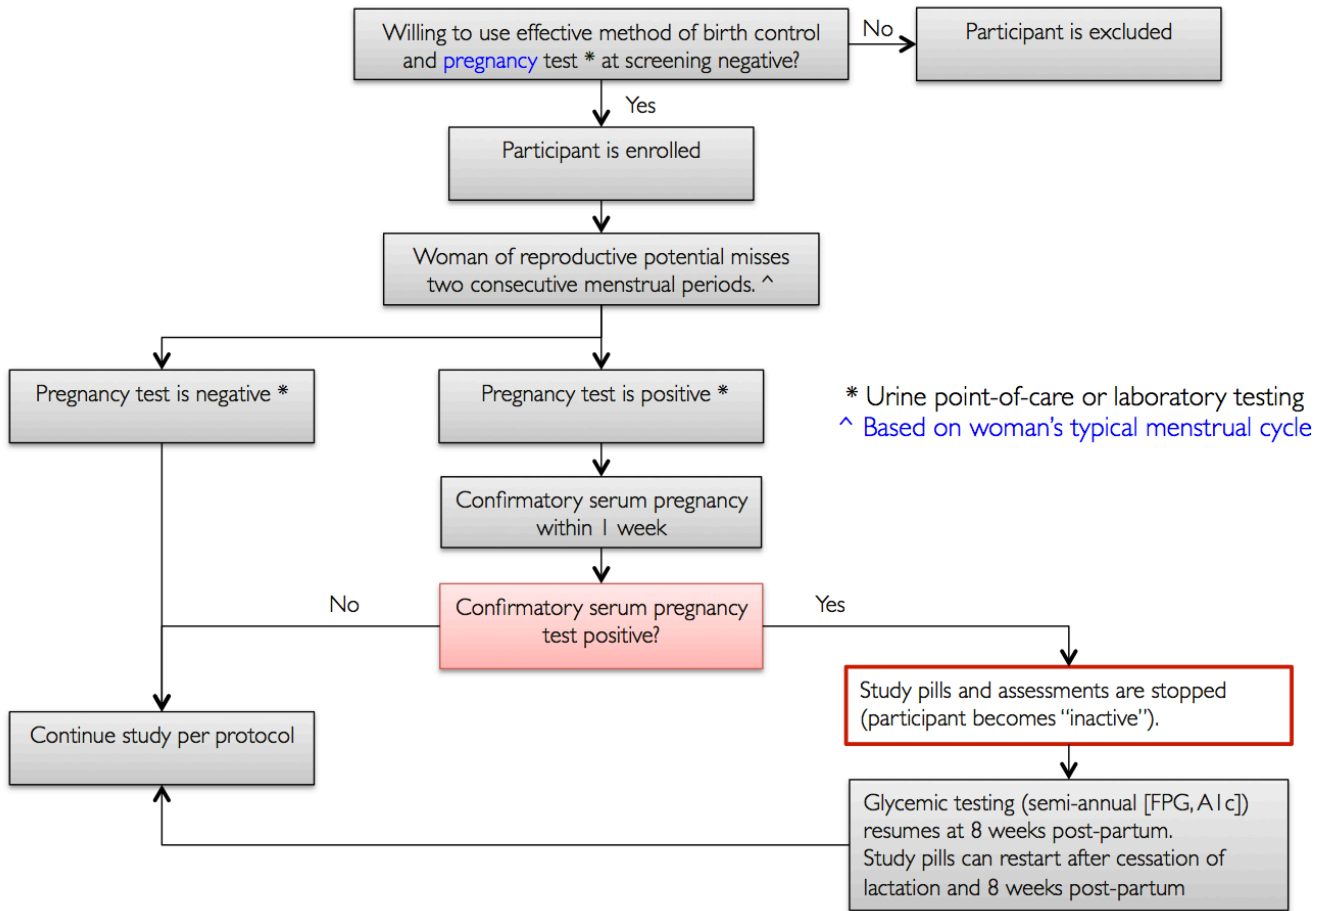 Willing to use effective method of birth control
and pregnancy test * at screening negative?
No
Participant is excluded
Yes
Participant is enrolled
Woman of reproductive potential misses
two consecutive menstrual periods. ^
Pregnancy test is negative *
Pregnancy test is positive *
* Urine point-of-care or laboratory testing
^ Based on woman's typical menstrual cycle
Confirmatory serum pregnancy
within 1 week
No
Confirmatory serum pregnancy
test positive?
Yes
Study pills and assessments are stopped
(participant becomes “inactive”).
Continue study per protocol
Glycemic testing (semi-annual [FPG, A1c])
resumes at 8 weeks post-partum.
Study pills can restart after cessation of
lactation and 8 weeks post-partum